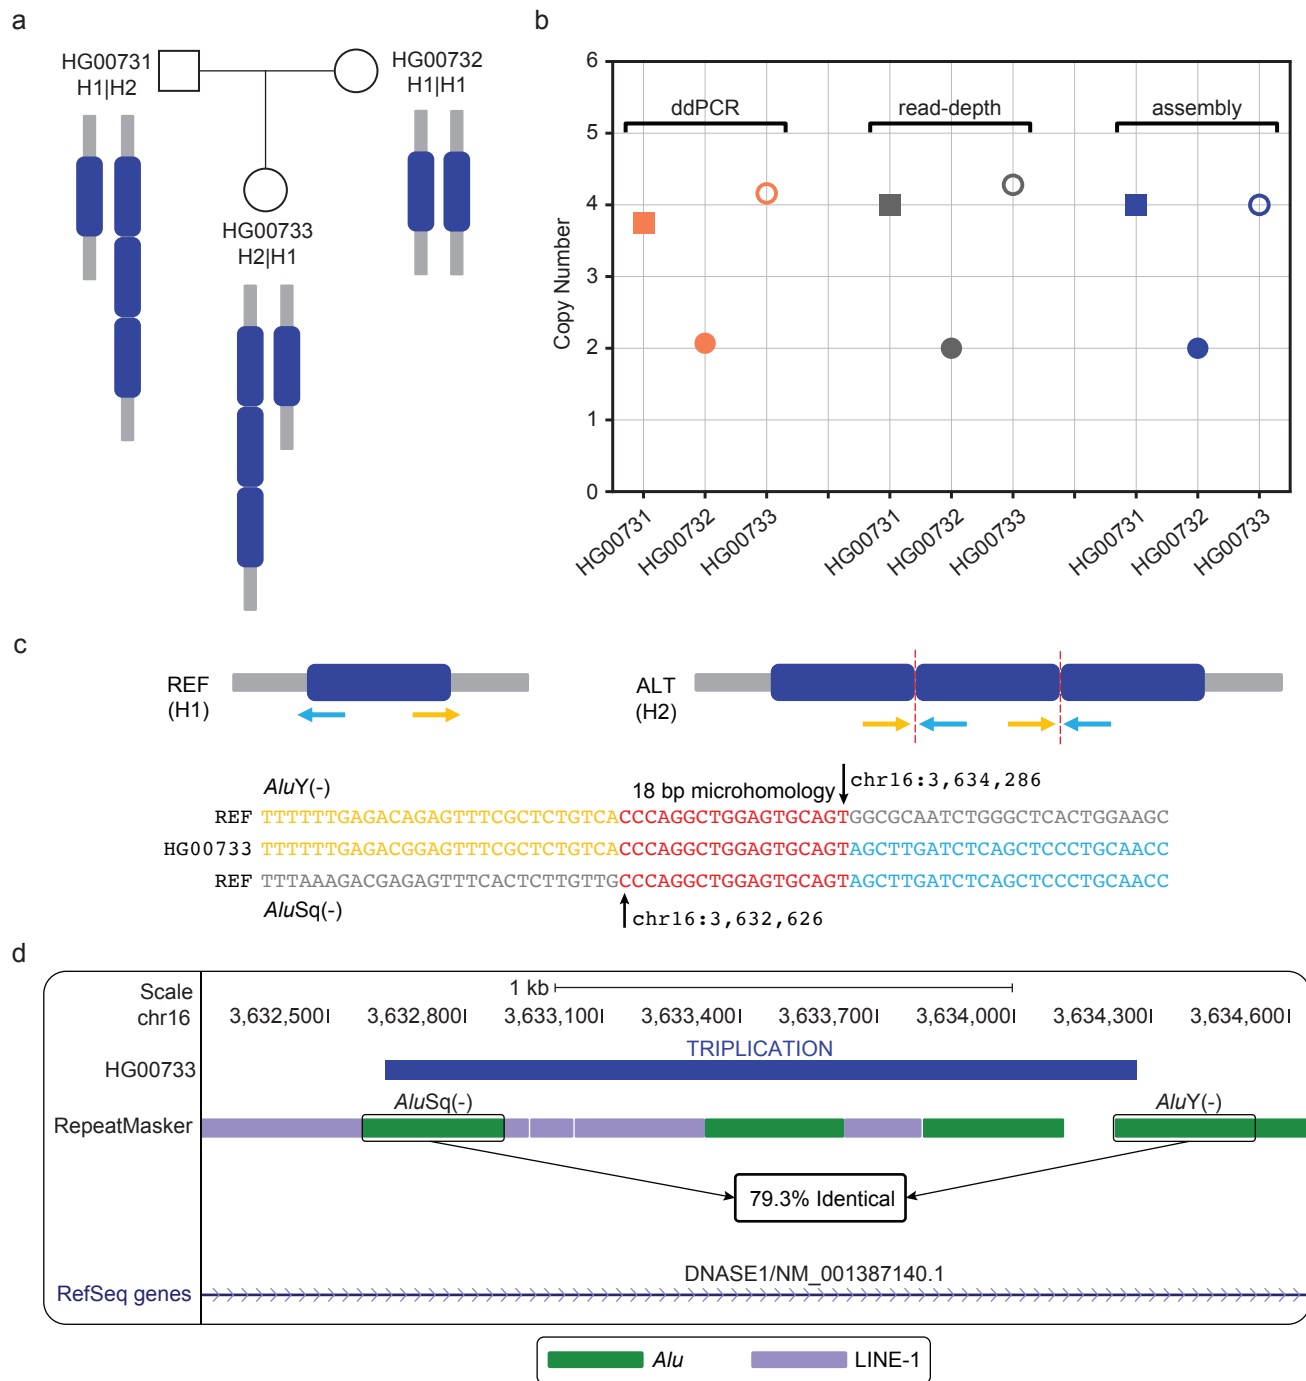 a
HG00731
H1|H2
HG00732
H1|H1
HG00733
H2|H1
b
Copy Number
6
5
4
3
2
1
0
ddPCR
read-depth
assembly
HG00731
HG00732
HG00733
HG00731
HG00732
HG00733
HG00731
HG00732
HG00733
c
REF
(H1)
ALT
(H2)
AluY(-)
18 bp microhomology
chr16:3,634,286
REF TTTTTTGAGACAGAGTTTCGCTCTGTCACCCAGGCTGGAGTGCAGTGGCGCAATCTGGGCTCACTGGAAGC
HG00733 TTTTTTGAGACGGAGTTTCGCTCTGTCACCCAGGCTGGAGTGCAGTAGCTTGATCTCAGCTCCCTGCAACC
REF TTTAAAGACGAGAGTTTCACTCTTGTTGCCCAGGCTGGAGTGCAGTAGCTTGATCTCAGCTCCCTGCAACC
AluSq(-)
chr16:3,632,626
d
Scale
1 kb
chr16
3,632,500
3,632,800
3,633,100
3,633,400
3,633,700
3,634,000
3,634,300
3,634,600
TRIPLICATION
HG00733
AluSq(-)
AluY(-)
RepeatMasker
79.3% Identical
DNASE1/NM_001387140.1
RefSeq genes
Alu
LINE-1